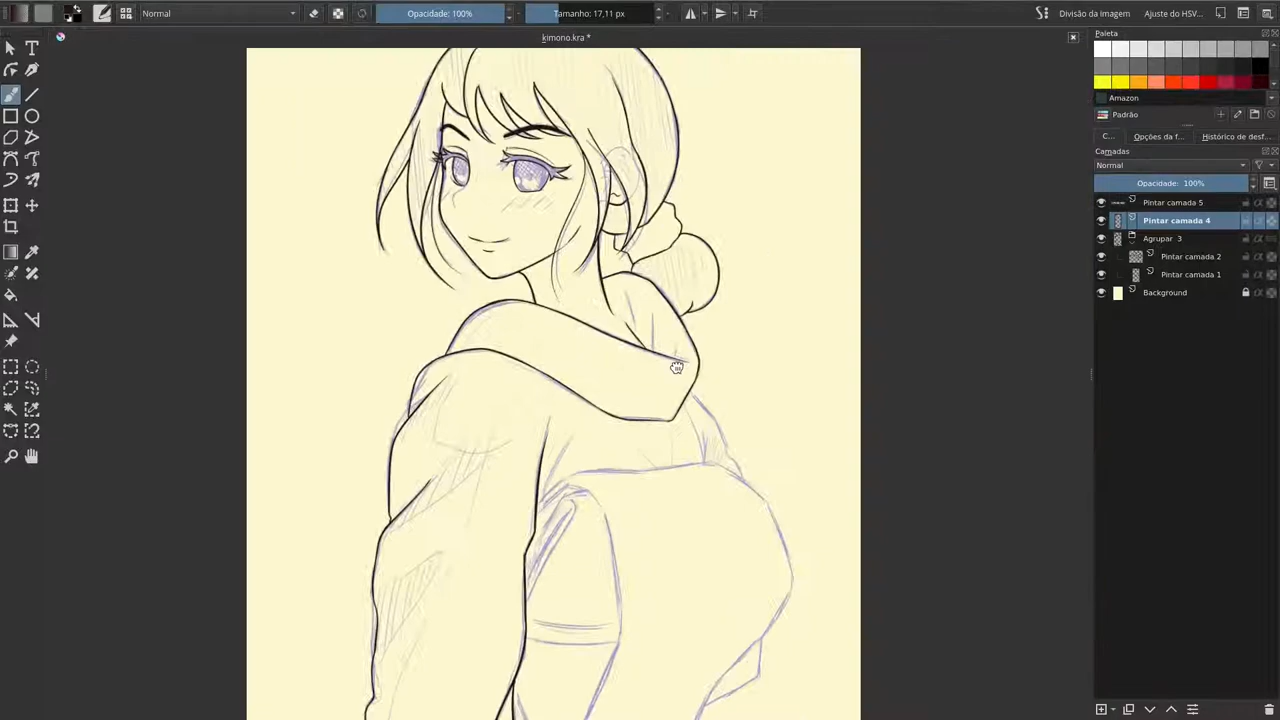 Normal
Opacidade: 100%
Tamanho: 17,11 px
Divisão da imagem
Ajuste do HSV...
kimono.kra *
Paleta
Amazon
Padrão
C...
Opções da f...
Histórico de desf...
Camadas
Normal
Opacidade: 100%
Pintar camada 5
Pintar camada 4
Agrupar 3
Pintar camada 2
Pintar camada 1
Background